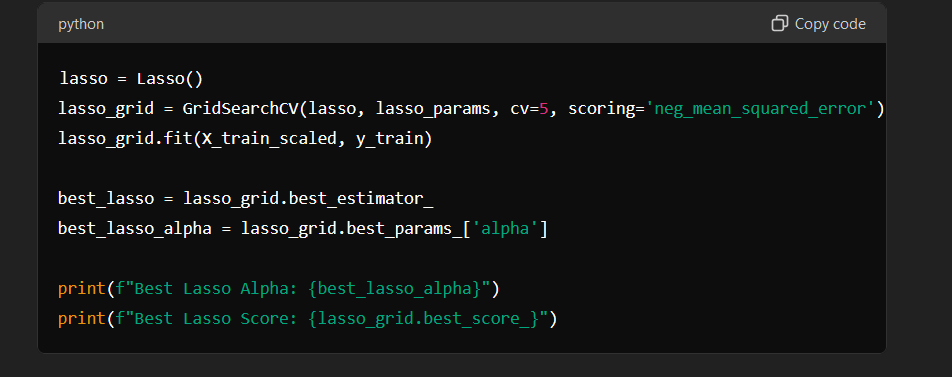 python
Copy code
lasso = Lasso()
lasso_grid = GridSearchCV(lasso, lasso_params, cv=5, scoring='neg_mean_squared_error')
lasso_grid.fit(X_train_scaled, y_train)
best_lasso = lasso_grid.best_estimator_
best_lasso_alpha = lasso_grid.best_params_['alpha']
print(f"Best Lasso Alpha: {best_lasso_alpha}")
print(f"Best Lasso Score: {lasso_grid.best_score_}")